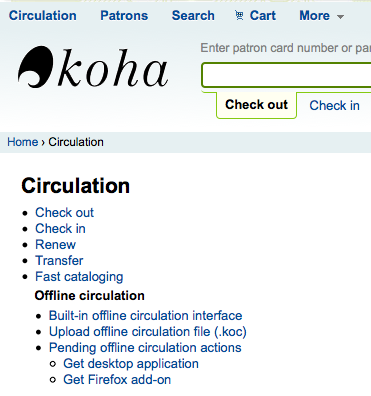 Circulation Patrons Search Cart More
koha
Enter patron card number or pa
Check out Check in
Home › Circulation
Circulation
Check out
Check in
Renew
Transfer
Fast cataloging
Offline circulation
Built-in offline circulation interface
Upload offline circulation file (.koc)
Pending offline circulation actions
Get desktop application
Get Firefox add-on